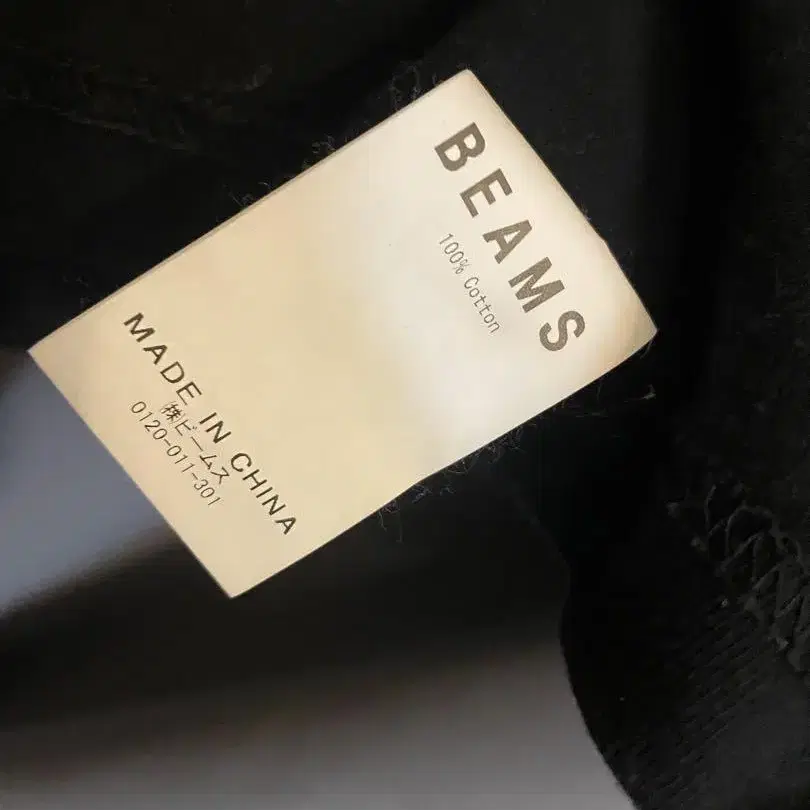 BEAMS
100% Cotton
MADE IN CHINA
㈱ビームス
0120-011-301